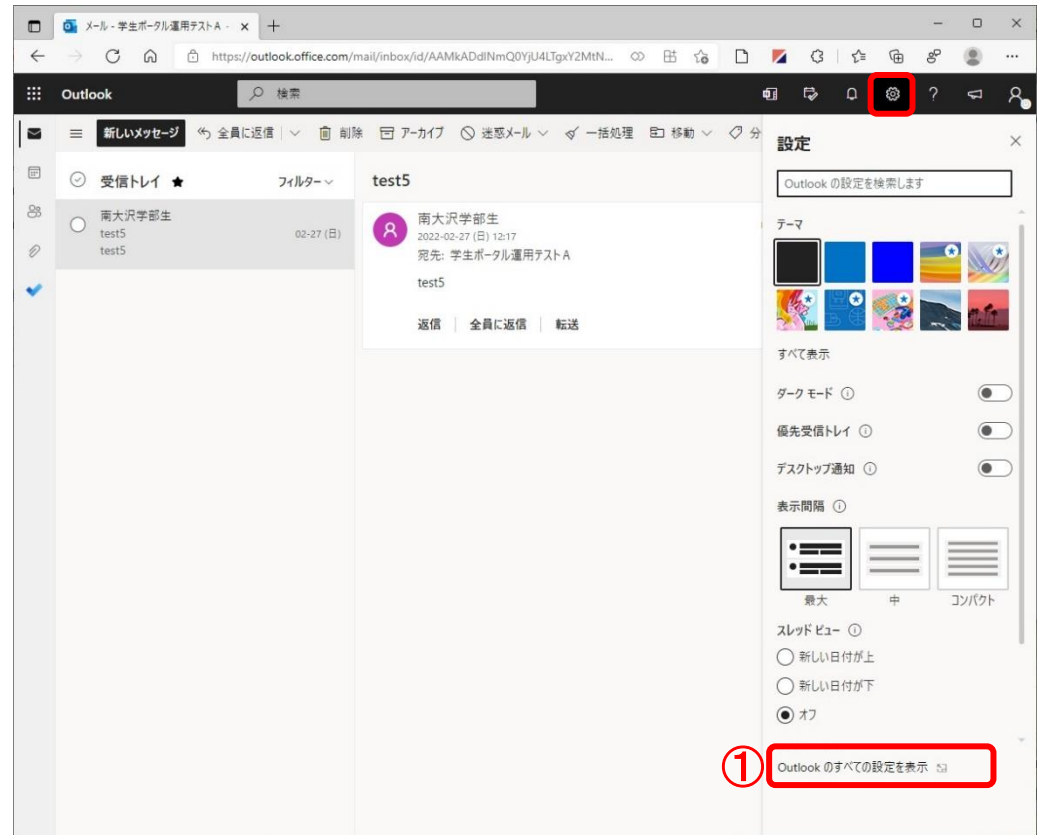 メール - 学生ポータル運用テストA -
https://outlook.office.com/mail/inbox/id/AAMkADdlNmQ0YjU4LTgxY2MtN...
Outlook
検索
新しいメッセージ 全員に返信 削除 アーカイブ 迷惑メール 一括処理 移動 分
受信トレイ ★ フィルター
南大沢学部生
test5 02-27 (日)
test5
test5
南大沢学部生
2022-02-27 (日) 12:17
宛先: 学生ポータル運用テストA
test5
返信 全員に返信 転送
設定
Outlook の設定を検索します
テーマ
すべて表示
ダーク モード
優先受信トレイ
デスクトップ通知
表示間隔
最大 中 コンパクト
スレッド ビュー
新しい日付が上
新しい日付が下
オフ
① Outlook のすべての設定を表示